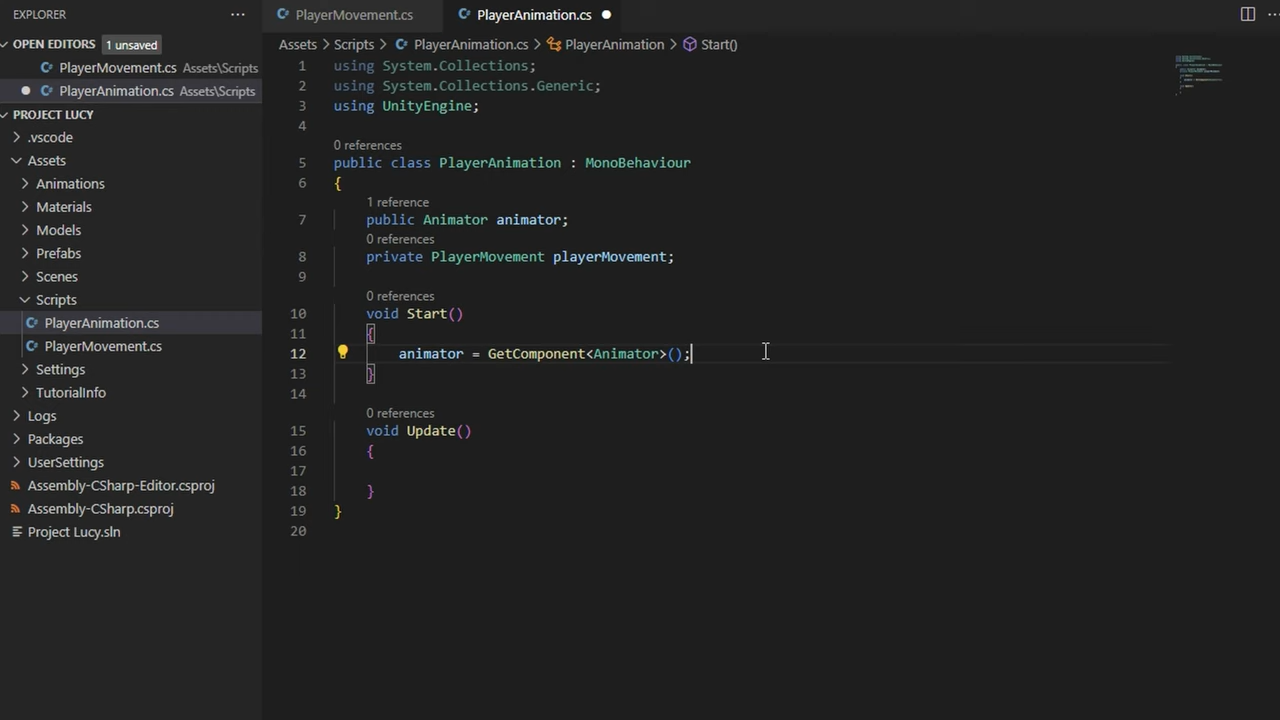 EXPLORER
···
OPEN EDITORS 1 unsaved
PlayerMovement.cs Assets\Scripts
PlayerAnimation.cs Assets\Scripts
PROJECT LUCY
.vscode
Assets
Animations
Materials
Models
Prefabs
Scenes
Scripts
PlayerAnimation.cs
PlayerMovement.cs
Settings
TutorialInfo
Logs
Packages
UserSettings
Assembly-CSharp-Editor.csproj
Assembly-CSharp.csproj
Project Lucy.sln
PlayerMovement.cs
PlayerAnimation.cs
Assets > Scripts > PlayerAnimation.cs > PlayerAnimation > Start()
1 using System.Collections;
2 using System.Collections.Generic;
3 using UnityEngine;
4
0 references
5 public class PlayerAnimation : MonoBehaviour
6 {
1 reference
7 public Animator animator;
0 references
8 private PlayerMovement playerMovement;
9
0 references
10 void Start()
11 {
12 animator = GetComponent<Animator>();
13 }
14
0 references
15 void Update()
16 {
17
18 }
19 }
20